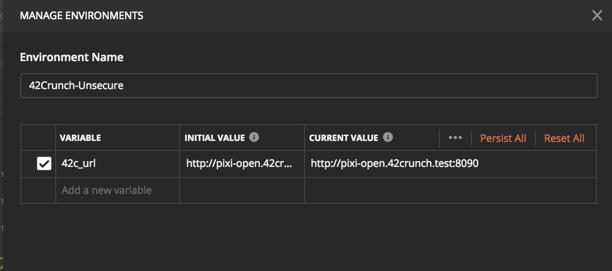 MANAGE ENVIRONMENTS
Environment Name
42Crunch-Unsecure
VARIABLE INITIAL VALUE CURRENT VALUE ••• Persist All Reset All
42c_url http://pixi-open.42cr... http://pixi-open.42crunch.test:8090
Add a new variable